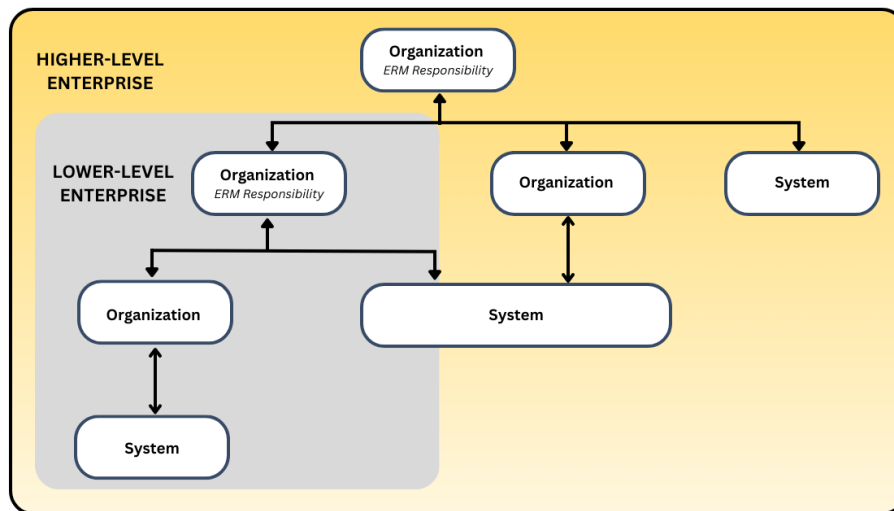 HIGHER-LEVEL
ENTERPRISE
Organization
ERM Responsibility
LOWER-LEVEL
ENTERPRISE
Organization
ERM Responsibility
Organization
System
Organization
System
System